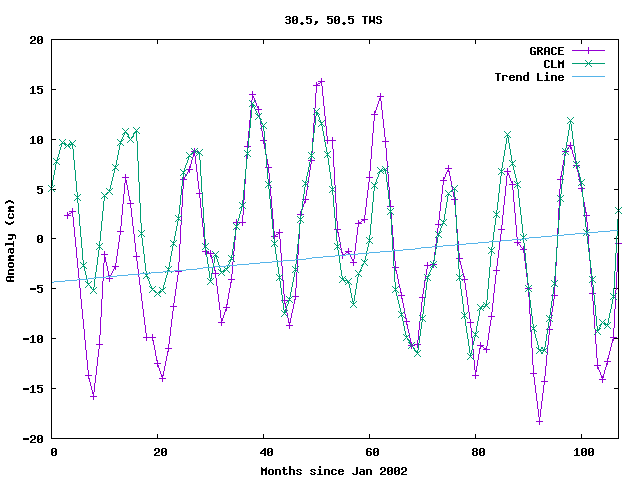 30.5, 50.5 TWS
GRACE
CLM
Trend Line
20
15
10
5
0
-5
-10
-15
-20
Anomaly (cm)
0 20 40 60 80 100
Months since Jan 2002